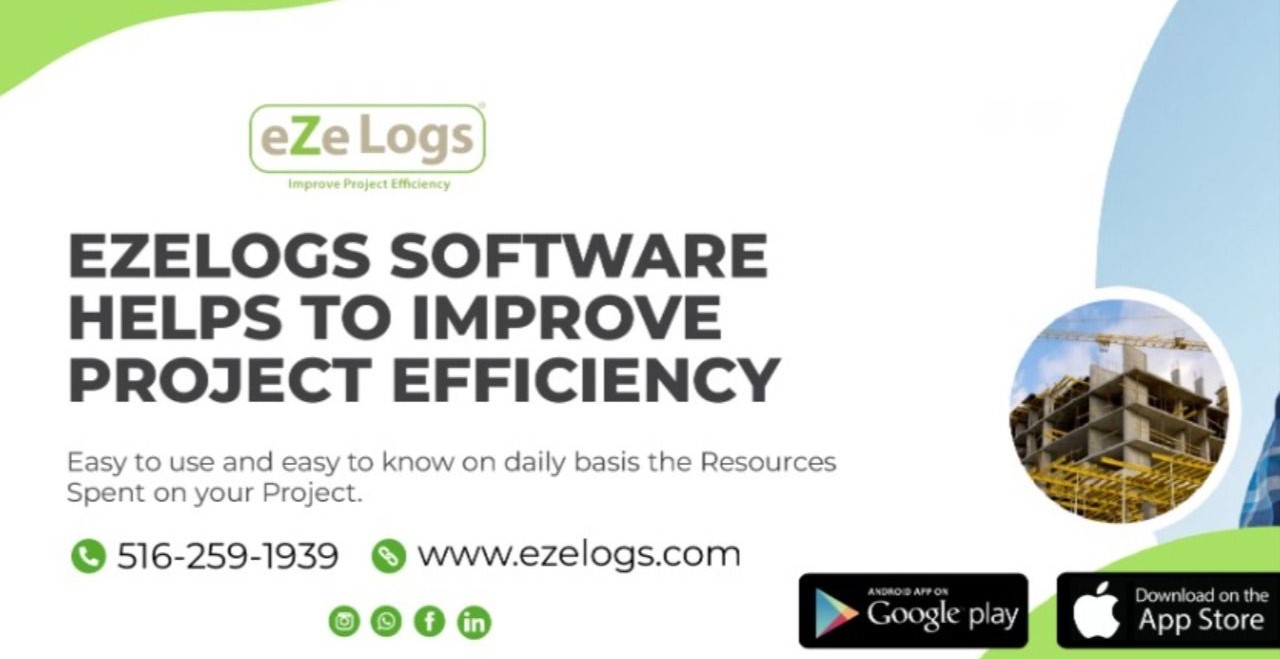 eZe Logs®
Improve Project Efficiency
EZELOGS SOFTWARE
HELPS TO IMPROVE
PROJECT EFFICIENCY
Easy to use and easy to know on daily basis the Resources
Spent on your Project.
516-259-1939 www.ezelogs.com
ANDROID APP ON
Google play
Download on the
App Store